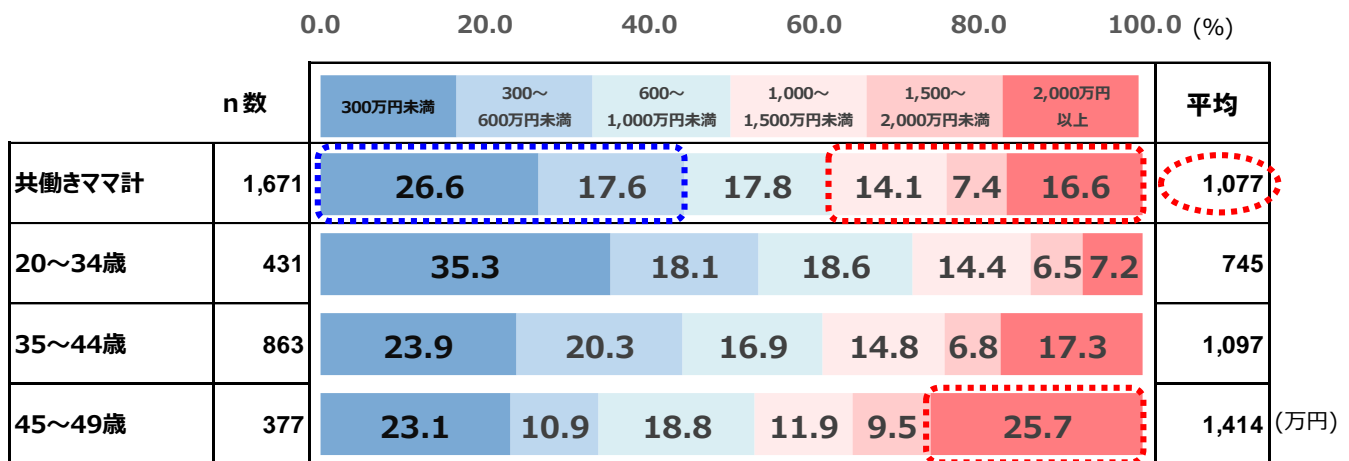 0.0 20.0 40.0 60.0 80.0 100.0 (%)
n数 300万円未満 300～600万円未満 600～1,000万円未満 1,000～1,500万円未満 1,500～2,000万円未満 2,000万円以上 平均
共働きママ計 1,671 26.6 17.6 17.8 14.1 7.4 16.6 1,077
20～34歳 431 35.3 18.1 18.6 14.4 6.5 7.2 745
35～44歳 863 23.9 20.3 16.9 14.8 6.8 17.3 1,097
45～49歳 377 23.1 10.9 18.8 11.9 9.5 25.7 1,414 (万円)